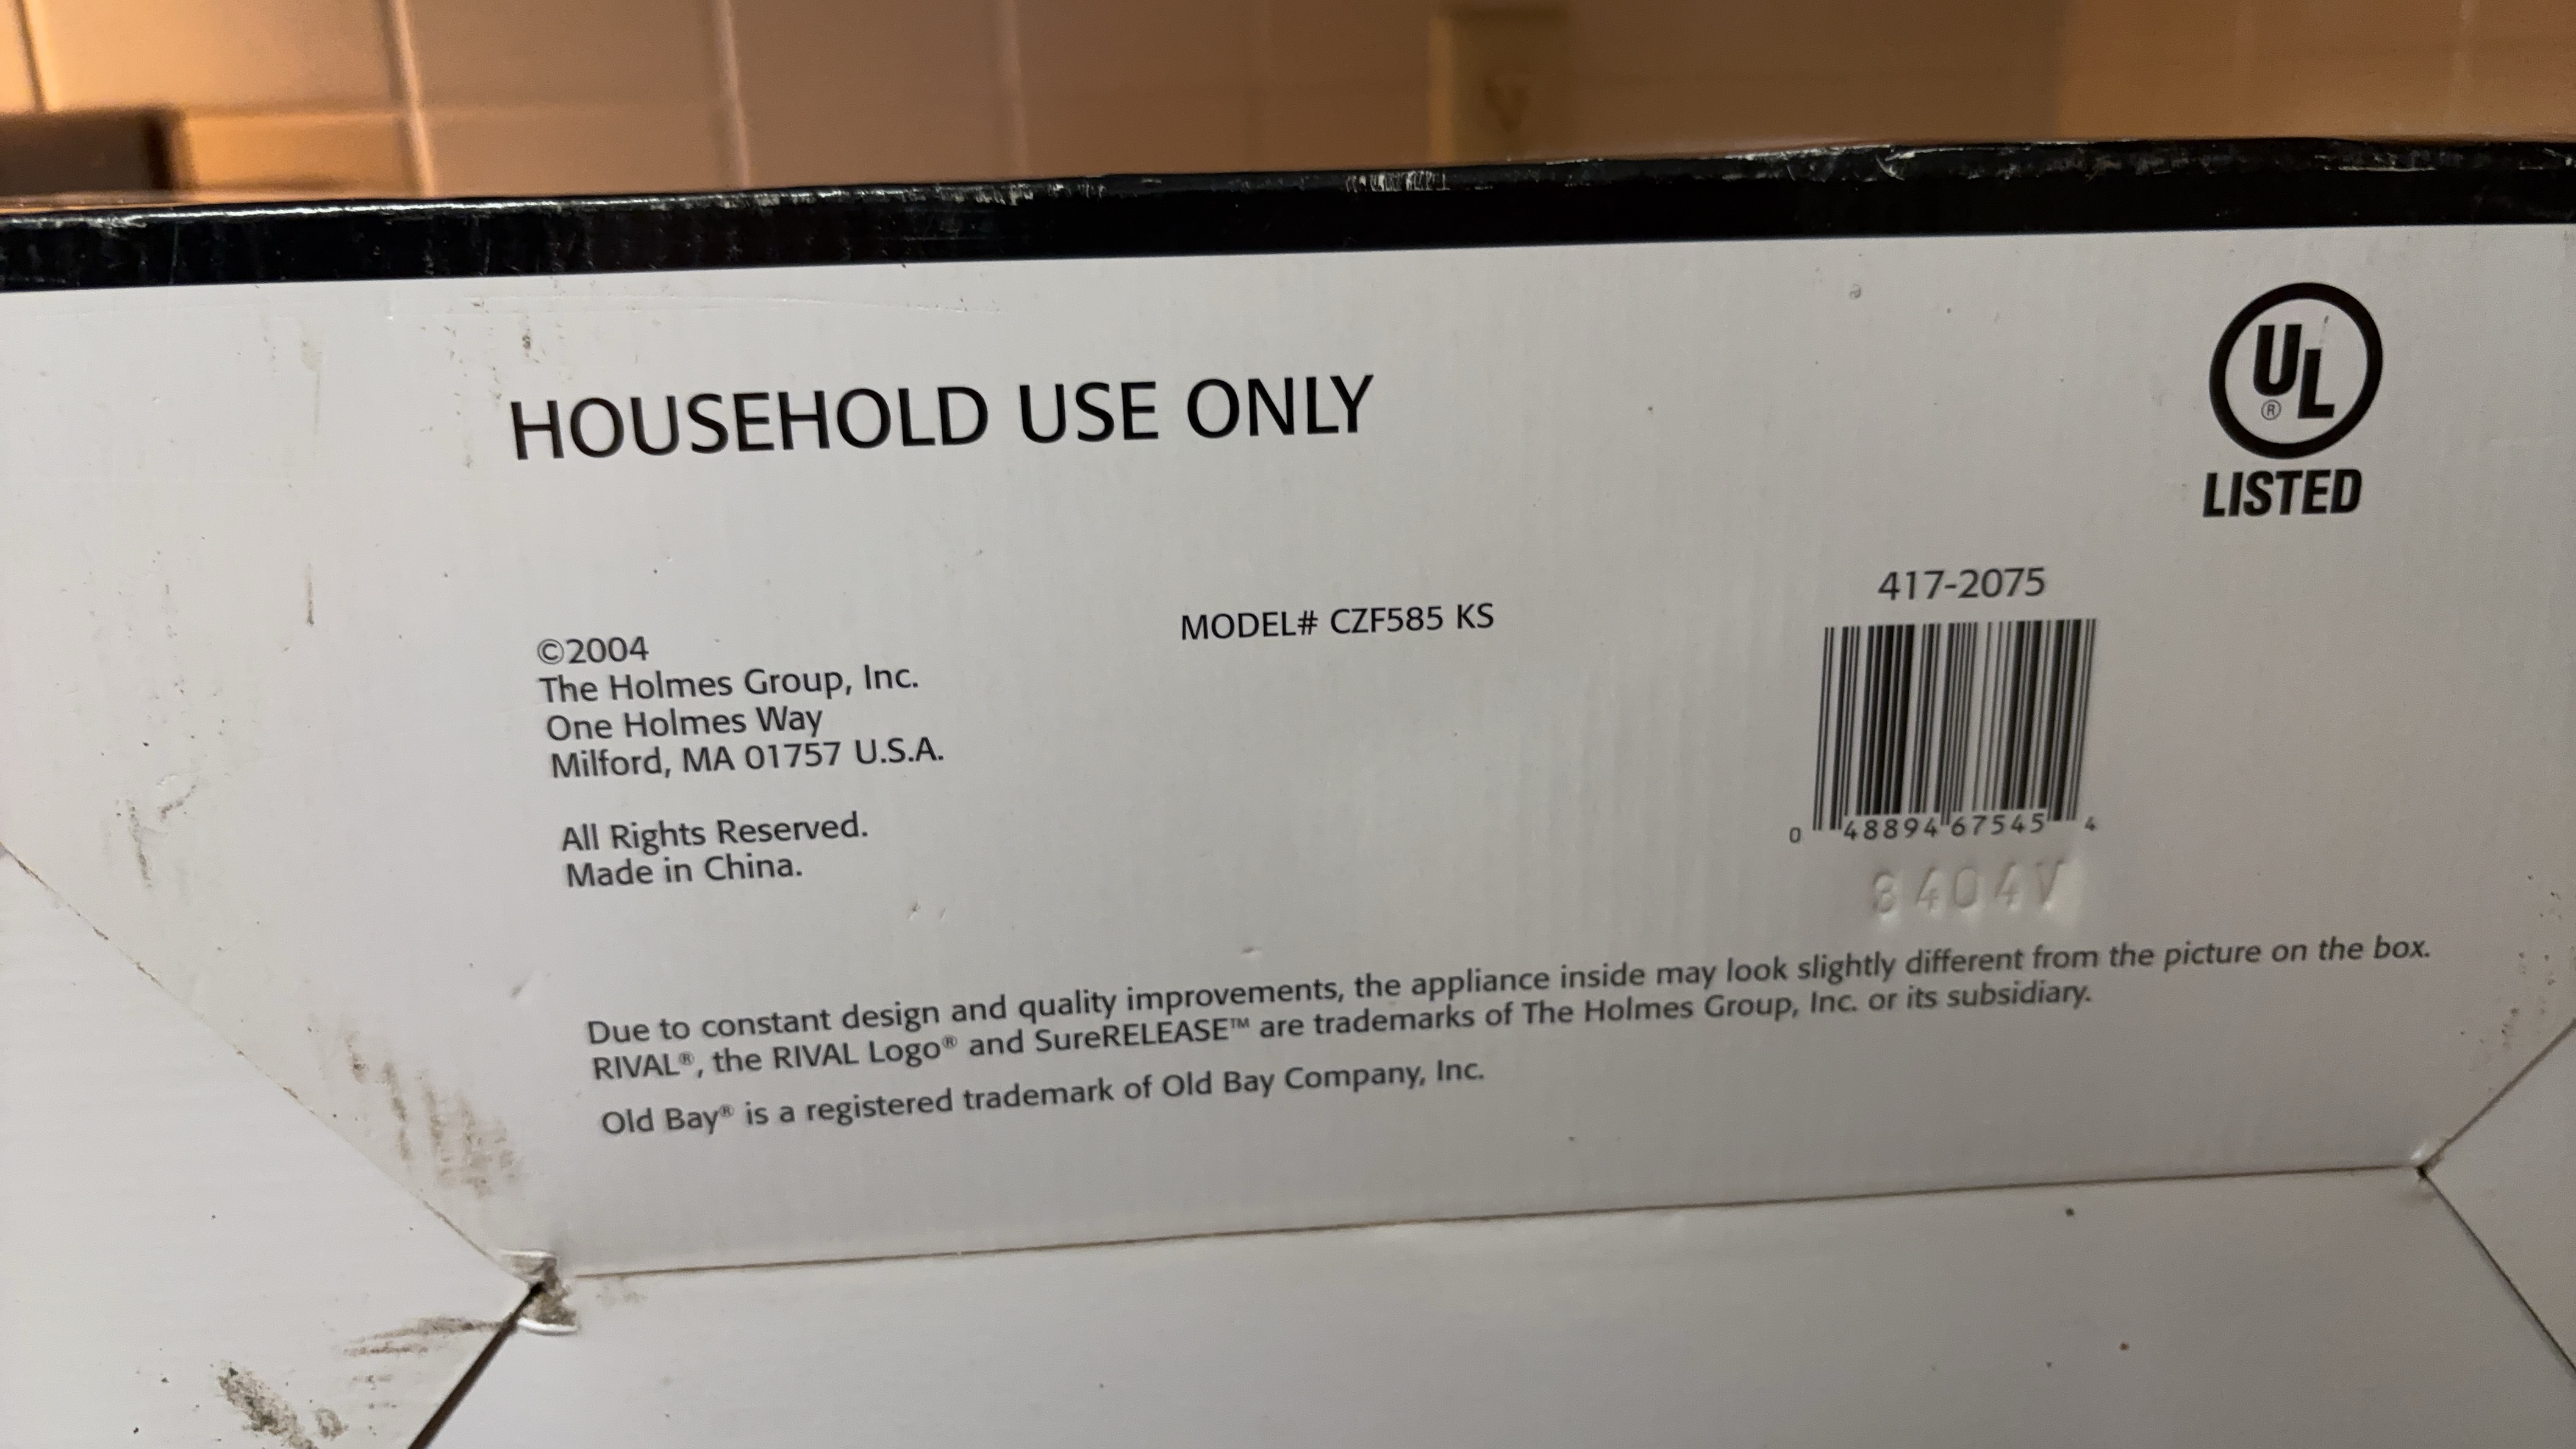 HOUSEHOLD USE ONLY
UL
®
LISTED
©2004
The Holmes Group, Inc.
One Holmes Way
Milford, MA 01757 U.S.A.
All Rights Reserved.
Made in China.
MODEL# CZF585 KS
417-2075
0 48894 67545 4
8404V
Due to constant design and quality improvements, the appliance inside may look slightly different from the picture on the box.
RIVAL®, the RIVAL Logo® and SureRELEASE™ are trademarks of The Holmes Group, Inc. or its subsidiary.
Old Bay® is a registered trademark of Old Bay Company, Inc.